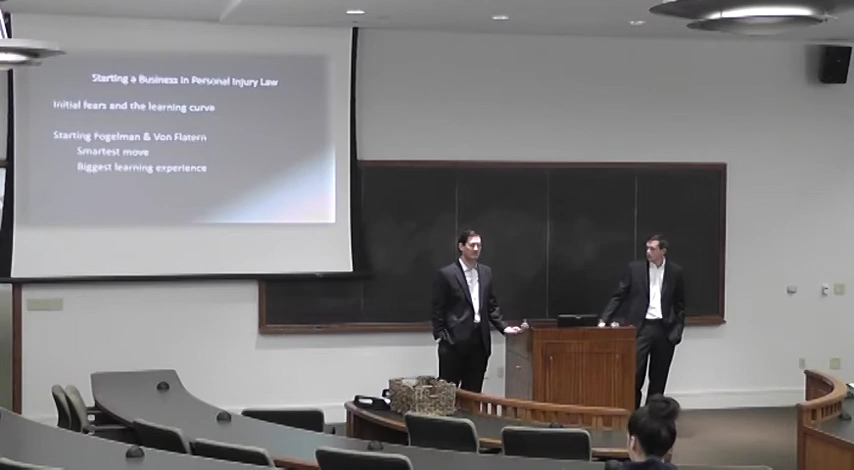 Starting a Business in Personal Injury Law
Initial fears and the learning curve
Starting Fogelman & Von Flatern
Smartest move
Biggest learning experience